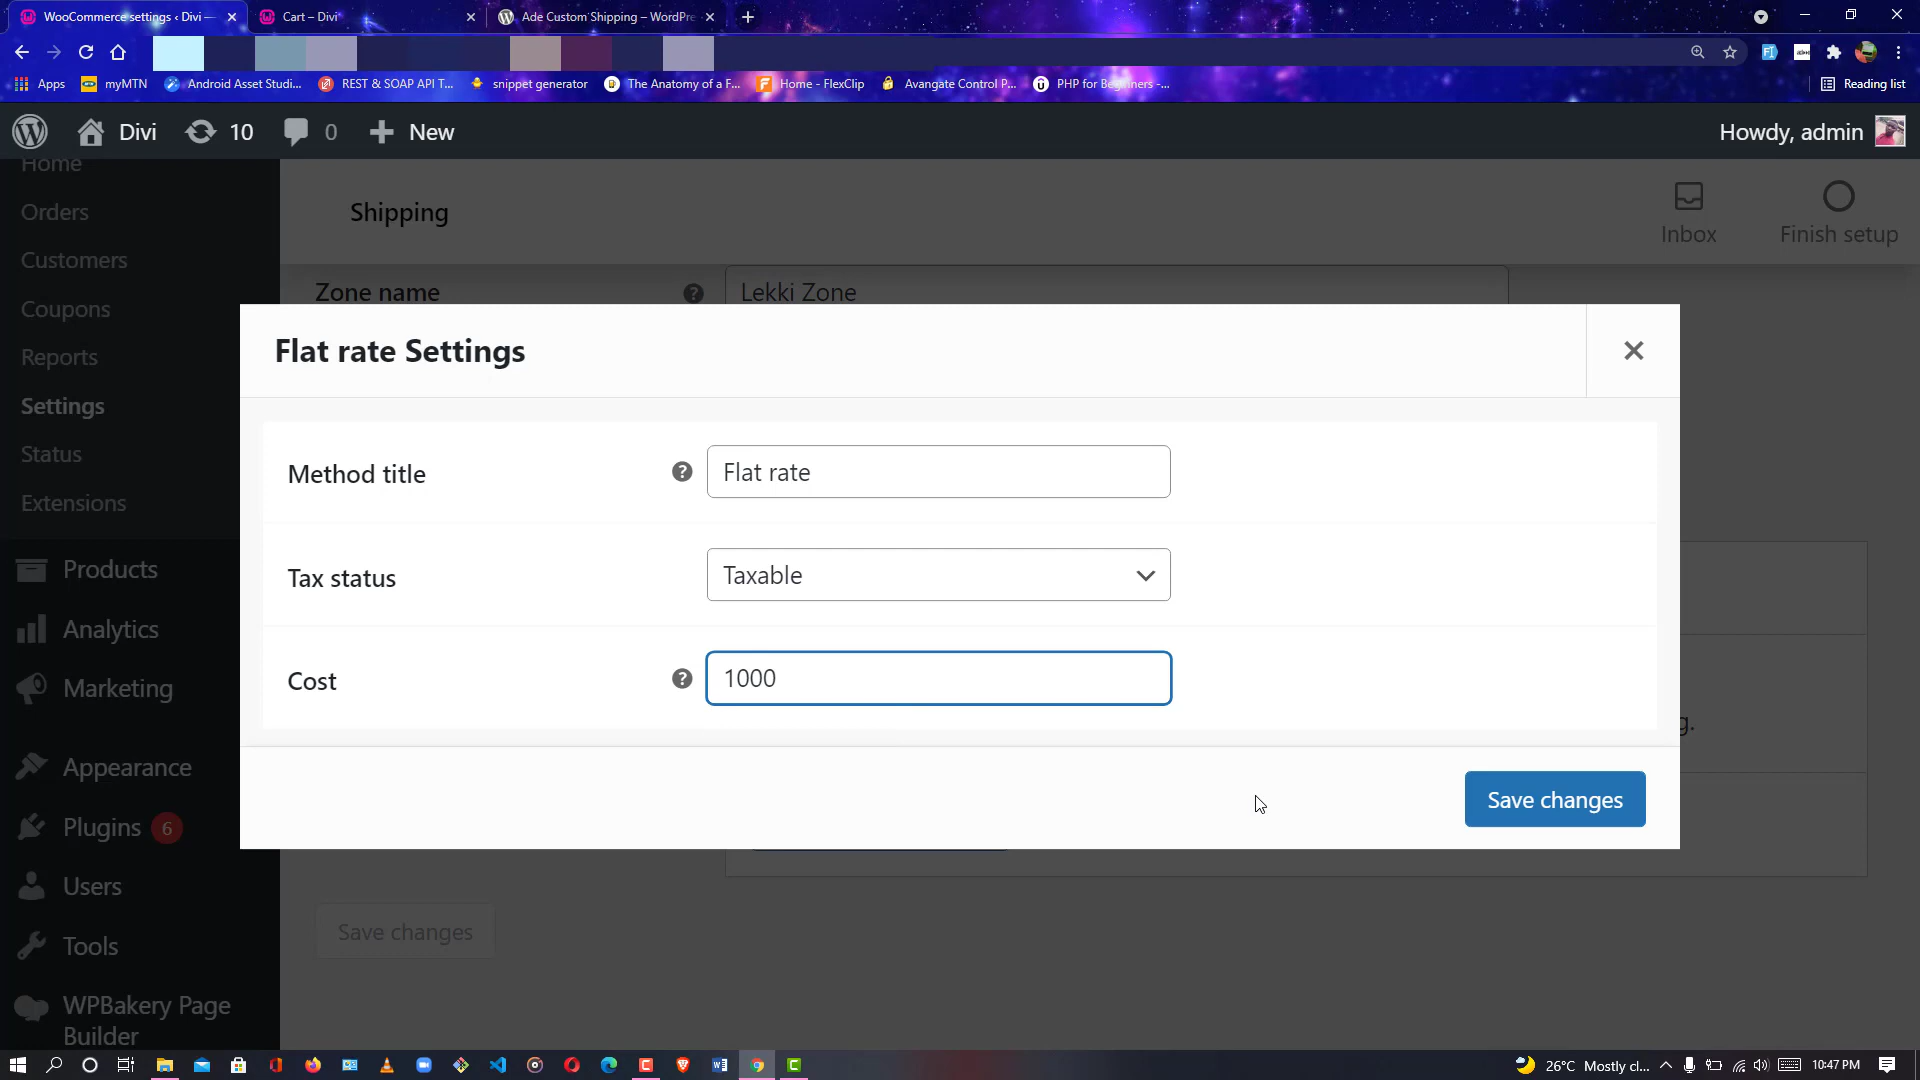 WooCommerce settings ‹ Divi —
Cart – Divi
Ade Custom Shipping – WordPre
Apps
myMTN
Android Asset Studi...
REST & SOAP API T...
snippet generator
The Anatomy of a F...
Home - FlexClip
Avangate Control P...
PHP for Beginners -...
Reading list
Divi
10
0
New
Howdy, admin
Home
Orders
Customers
Coupons
Reports
Settings
Status
Extensions
Products
Analytics
Marketing
Appearance
Plugins 6
Users
Tools
WPBakery Page
Builder
Shipping
Inbox
Finish setup
Zone name
Lekki Zone
Flat rate Settings
Method title
Flat rate
Tax status
Taxable
Cost
1000
Save changes
g.
Save changes
26°C Mostly cl...
10:47 PM